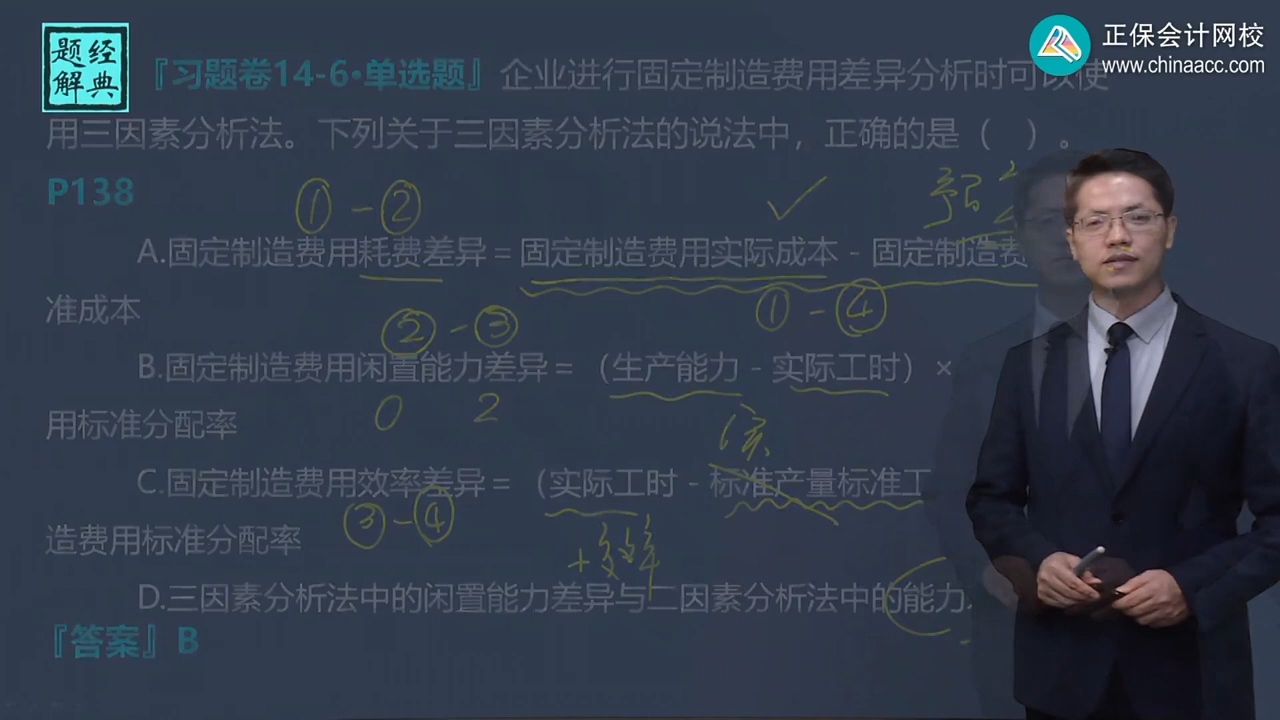 正保会计网校
www.chinaacc.com
经典题解
『习题卷14-6·单选题』企业进行固定制造费用差异分析时可以使
用三因素分析法。下列关于三因素分析法的说法中，正确的是（ ）。
P138
①-② ✓
A.固定制造费用耗费差异＝固定制造费用实际成本-固定制造费
准成本
②-③ ①-④
B.固定制造费用闲置能力差异＝（生产能力-实际工时）×
0 2
用标准分配率
实
C.固定制造费用效率差异＝（实际工时-标准产量标准工
③-④
造费用标准分配率
+效率
D.三因素分析法中的闲置能力差异与二因素分析法中的能力
『答案』B